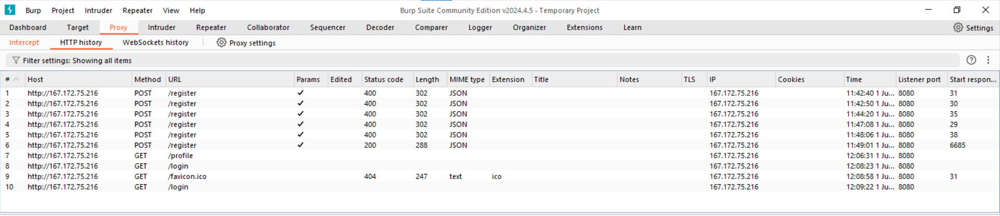 Burp Project Intruder Repeater View Help Burp Suite Community Edition v2024.4.5 - Temporary Project
Dashboard Target Proxy Intruder Repeater Collaborator Sequencer Decoder Comparer Logger Organizer Extensions Learn Settings
Intercept HTTP history WebSockets history Proxy settings
Filter settings: Showing all items
# Host Method URL Params Edited Status code Length MIME type Extension Title Notes TLS IP Cookies Time Listener port Start respon...
1 http://167.172.75.216 POST /register ✓ 400 302 JSON 167.172.75.216 11:42:40 1 Ju... 8080 31
2 http://167.172.75.216 POST /register ✓ 400 302 JSON 167.172.75.216 11:42:50 1 Ju... 8080 30
3 http://167.172.75.216 POST /register ✓ 400 302 JSON 167.172.75.216 11:44:20 1 Ju... 8080 35
4 http://167.172.75.216 POST /register ✓ 400 302 JSON 167.172.75.216 11:47:08 1 Ju... 8080 29
5 http://167.172.75.216 POST /register ✓ 400 302 JSON 167.172.75.216 11:48:06 1 Ju... 8080 38
6 http://167.172.75.216 POST /register ✓ 200 288 JSON 167.172.75.216 11:49:01 1 Ju... 8080 6685
7 http://167.172.75.216 GET /profile 167.172.75.216 12:06:31 1 Ju... 8080
8 http://167.172.75.216 GET /login 167.172.75.216 12:08:23 1 Ju... 8080
9 http://167.172.75.216 GET /favicon.ico 404 247 text ico 167.172.75.216 12:08:58 1 Ju... 8080 31
10 http://167.172.75.216 GET /login 167.172.75.216 12:09:22 1 Ju... 8080